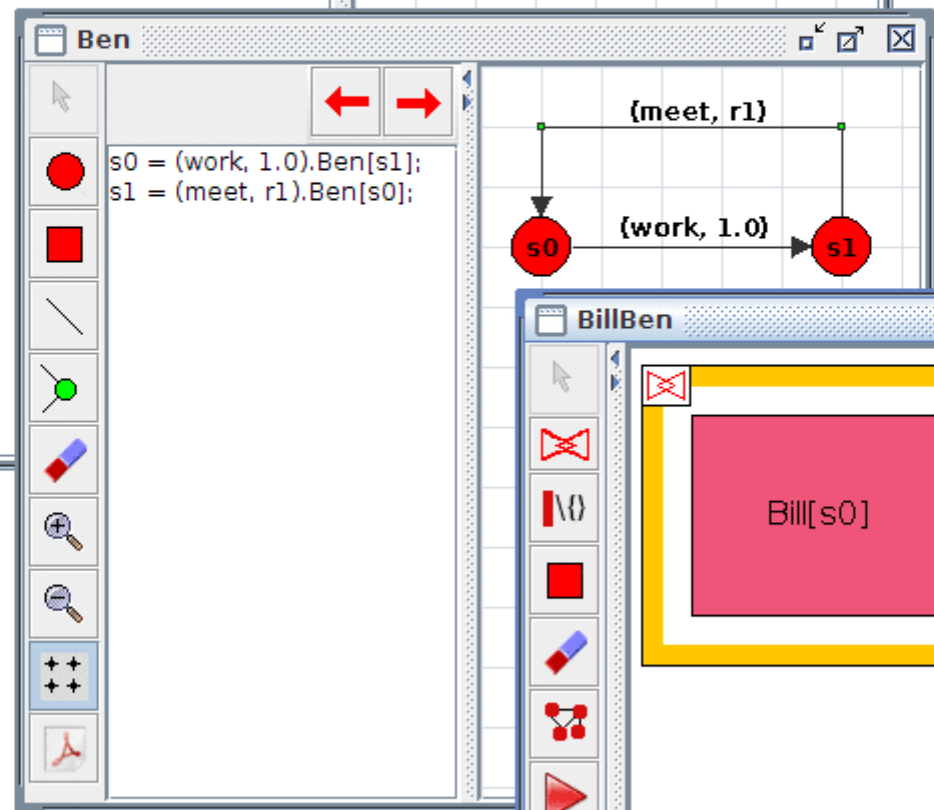 Ben
s0 = (work, 1.0).Ben[s1];
s1 = (meet, r1).Ben[s0];
(meet, r1)
(work, 1.0)
s0
s1
BillBen
\{}
Bill[s0]